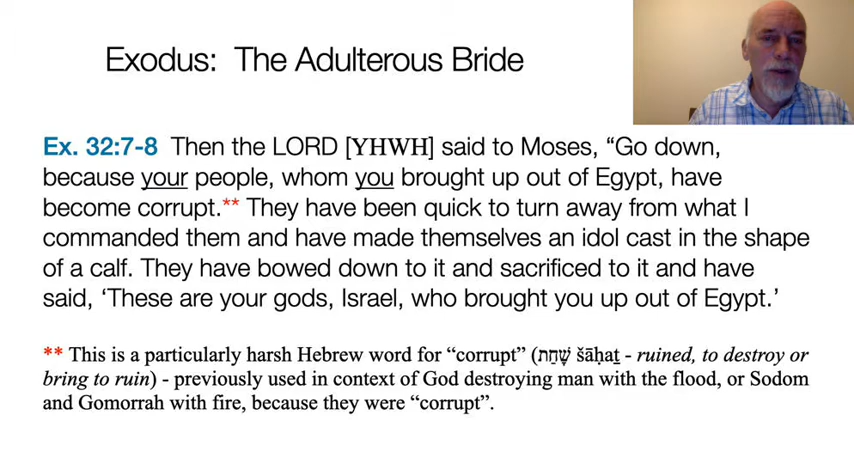 Exodus:  The Adulterous Bride
Ex. 32:7-8  Then the LORD [YHWH] said to Moses, “Go down,
because your people, whom you brought up out of Egypt, have
become corrupt.** They have been quick to turn away from what I
commanded them and have made themselves an idol cast in the shape
of a calf. They have bowed down to it and sacrificed to it and have
said, ‘These are your gods, Israel, who brought you up out of Egypt.’
** This is a particularly harsh Hebrew word for “corrupt” (שָׁחַת šāḥaṯ - ruined, to destroy or
bring to ruin) - previously used in context of God destroying man with the flood, or Sodom
and Gomorrah with fire, because they were “corrupt”.